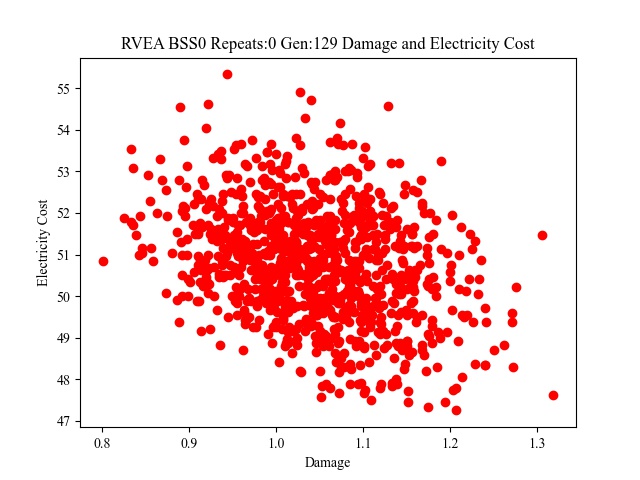 RVEA BSS0 Repeats:0 Gen:129 Damage and Electricity Cost
55
54
53
52
51
50
49
48
47
Electricity Cost
0.8 0.9 1.0 1.1 1.2 1.3
Damage